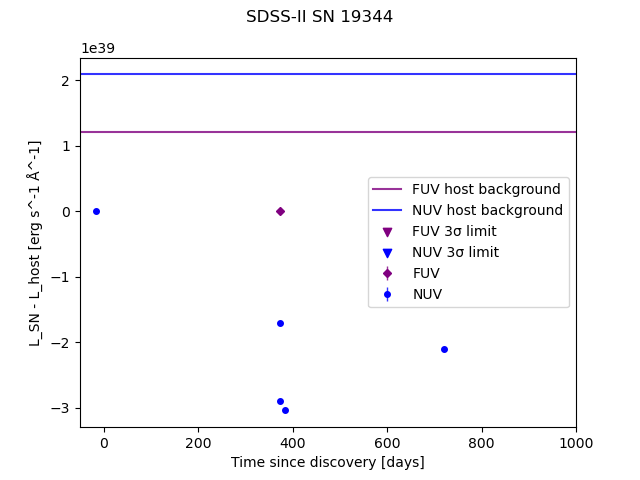 SDSS-II SN 19344
1e39
L_SN - L_host [erg s^-1 Å^-1]
2
1
0
−1
−2
−3
FUV host background
NUV host background
FUV 3σ limit
NUV 3σ limit
FUV
NUV
0 200 400 600 800 1000
Time since discovery [days]